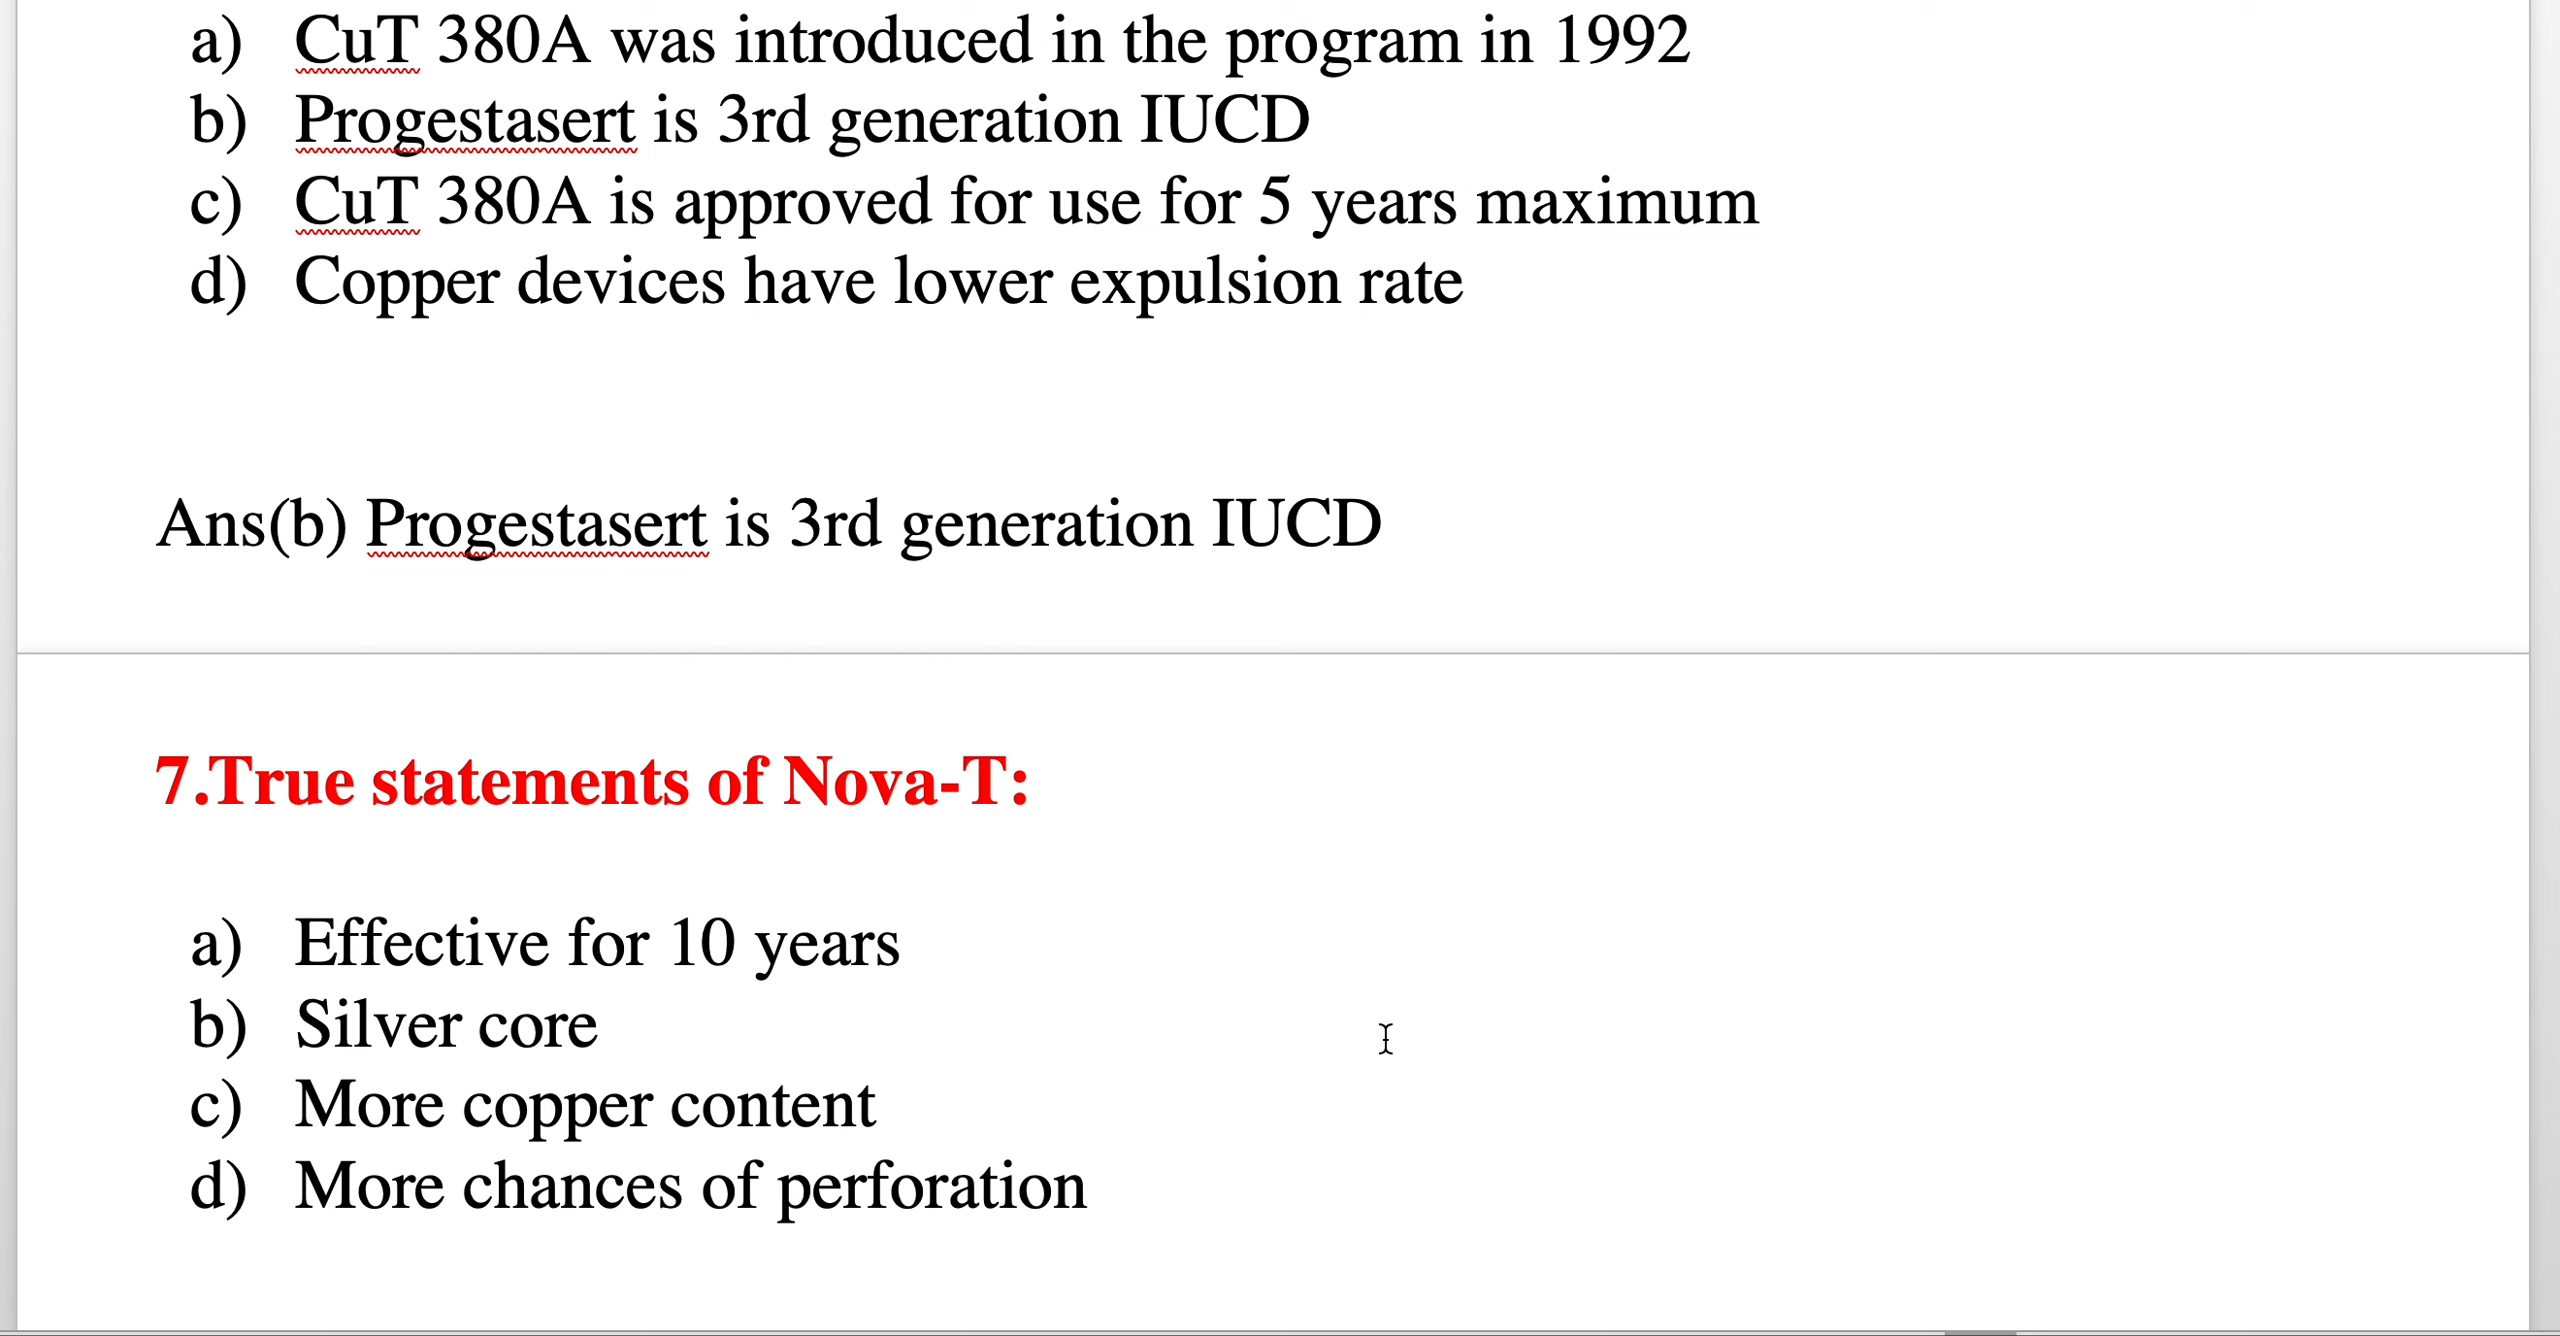 a) CuT 380A was introduced in the program in 1992
b) Progestasert is 3rd generation IUCD
c) CuT 380A is approved for use for 5 years maximum
d) Copper devices have lower expulsion rate
Ans(b) Progestasert is 3rd generation IUCD
7.True statements of Nova-T:
a) Effective for 10 years
b) Silver core
c) More copper content
d) More chances of perforation